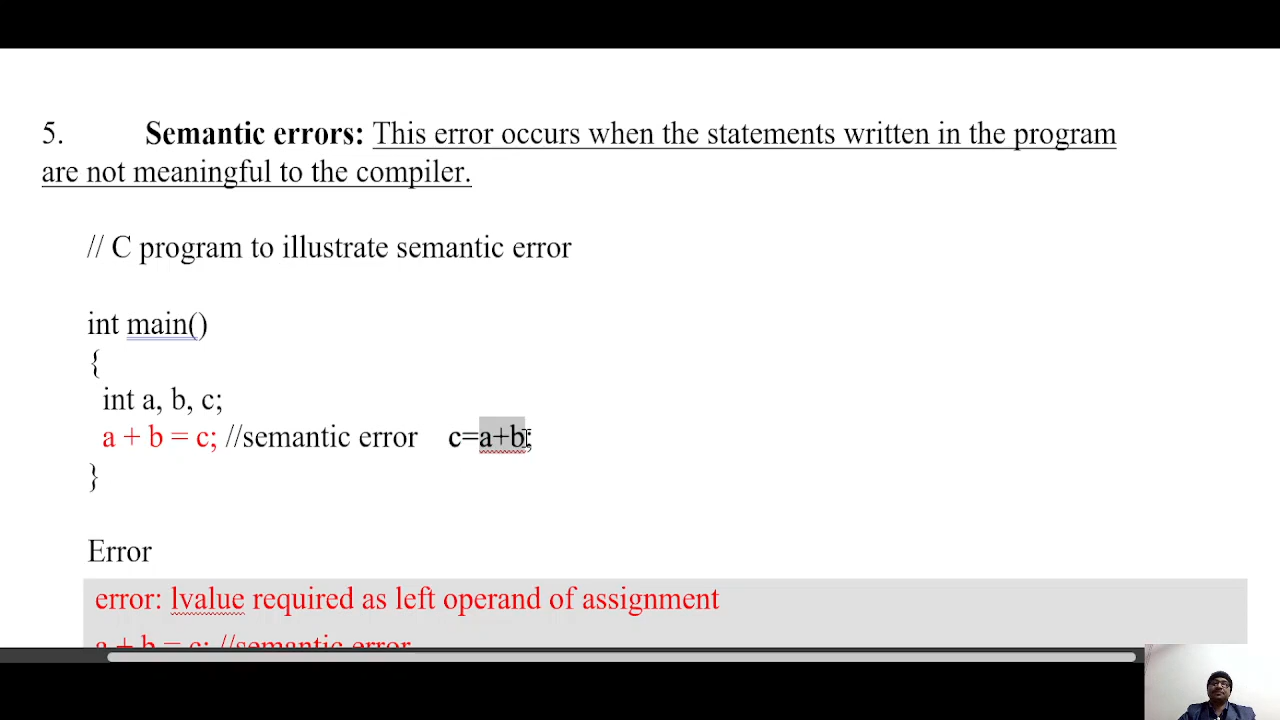 5. Semantic errors: This error occurs when the statements written in the program
are not meaningful to the compiler.
// C program to illustrate semantic error
int main()
{
int a, b, c;
a + b = c; //semantic error c=a+b;
}
Error
error: lvalue required as left operand of assignment
a + b = c; //semantic error